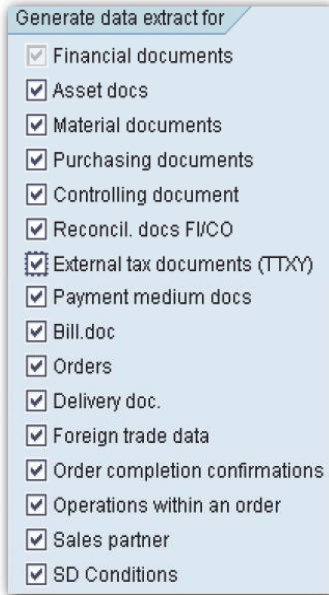 Generate data extract for
Financial documents
Asset docs
Material documents
Purchasing documents
Controlling document
Reconcil. docs FI/CO
External tax documents (TTXY)
Payment medium docs
Bill.doc
Orders
Delivery doc.
Foreign trade data
Order completion confirmations
Operations within an order
Sales partner
SD Conditions